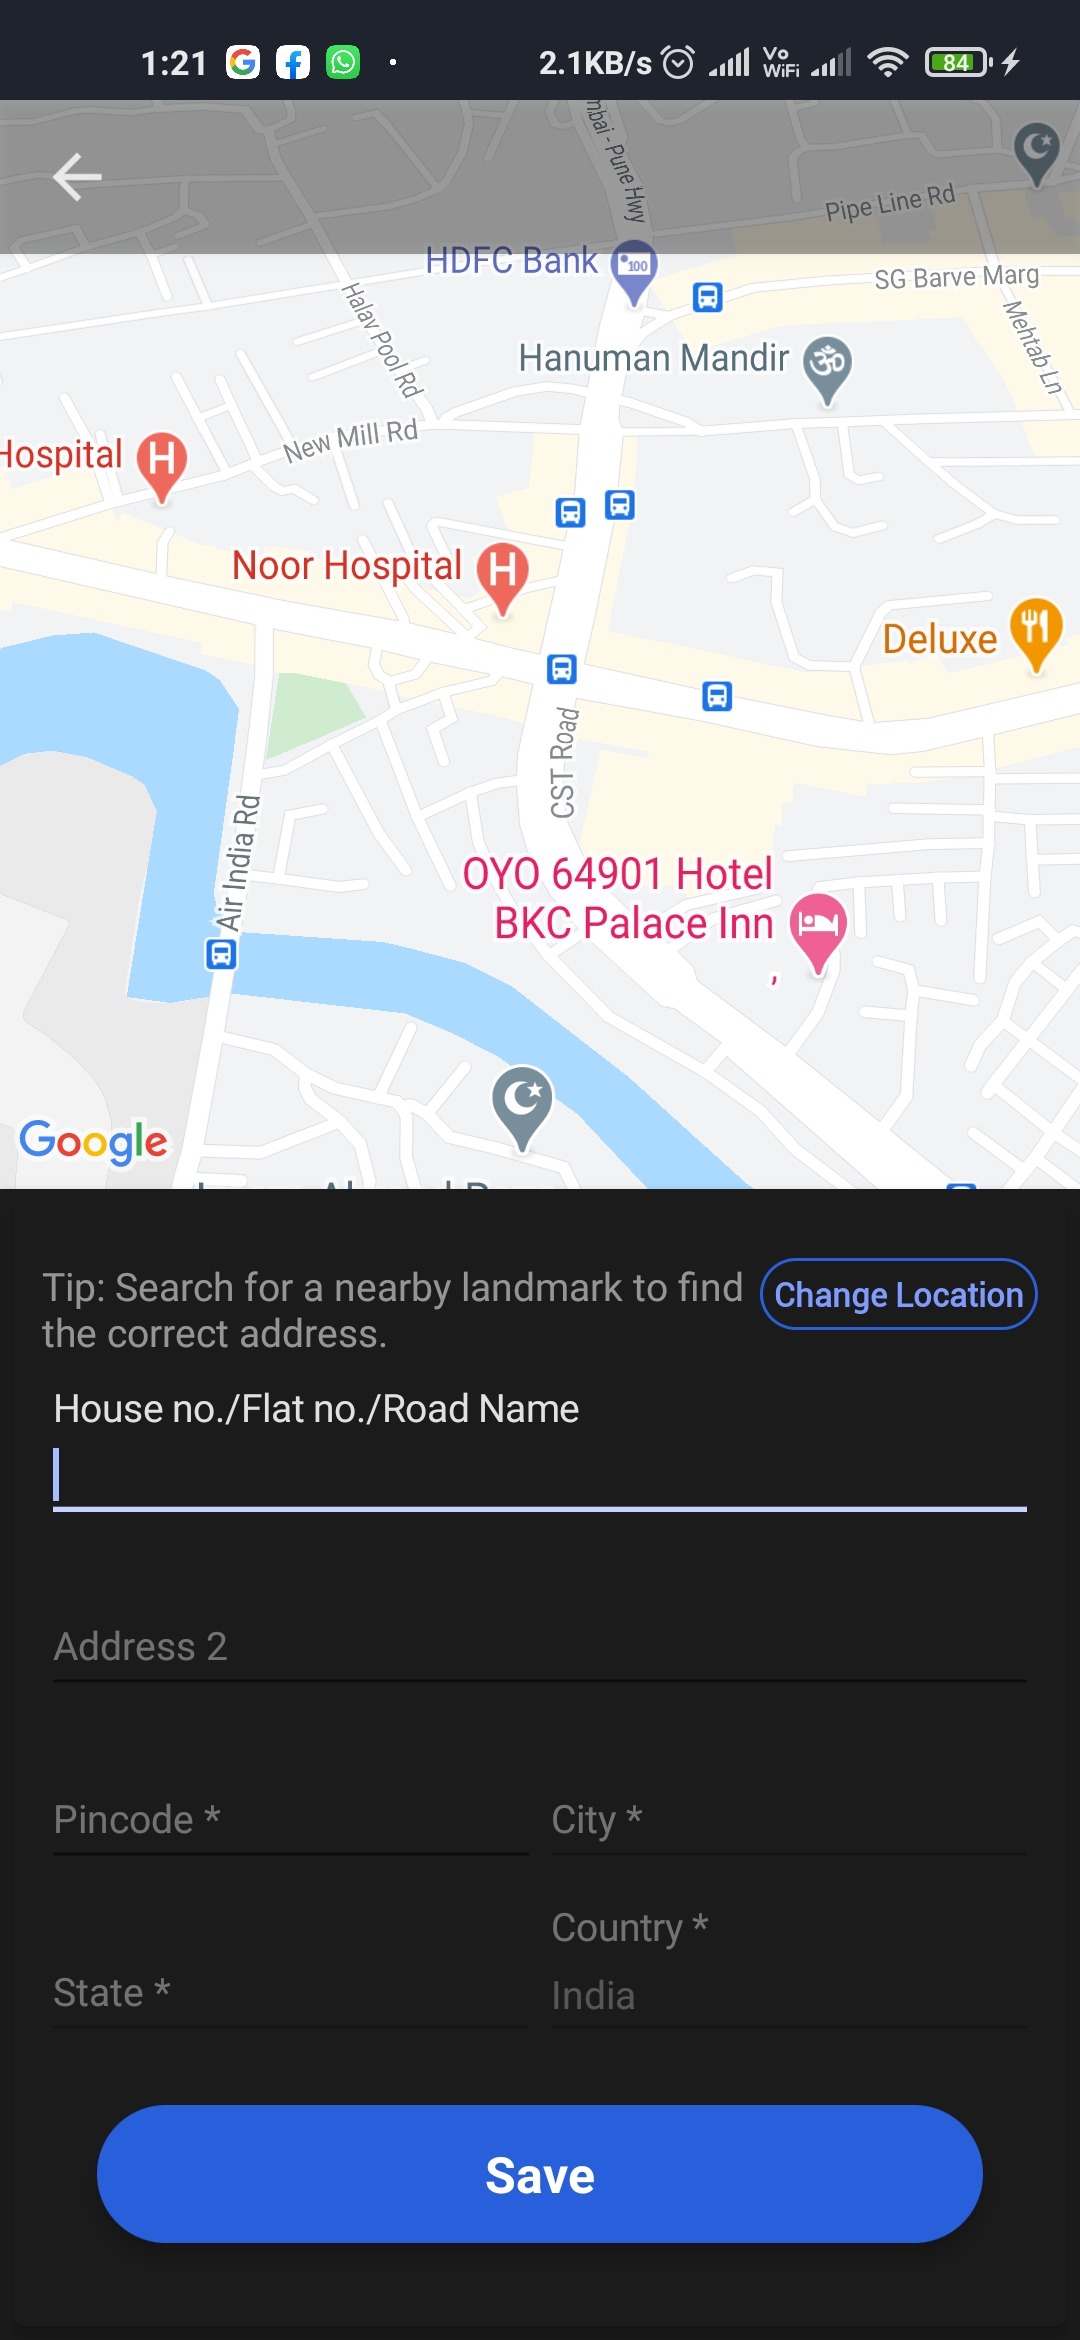 1:21
2.1KB/s
Vo
WiFi
84
Pune Hwy
Pipe Line Rd
HDFC Bank
100
SG Barve Marg
Halav Pool Rd
Mehtab Ln
Hanuman Mandir
ॐ
New Mill Rd
Hospital
H
Noor Hospital
H
Deluxe
CST Road
Air India Rd
OYO 64901 Hotel
BKC Palace Inn
,
Google
Tip: Search for a nearby landmark to find
the correct address.
Change Location
House no./Flat no./Road Name
Address 2
Pincode *
City *
Country *
State *
India
Save